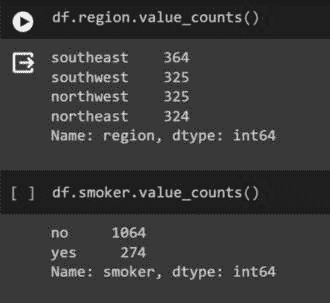 df.region.value_counts()
southeast    364
southwest    325
northwest    325
northeast    324
Name: region, dtype: int64
[ ] df.smoker.value_counts()
no     1064
yes     274
Name: smoker, dtype: int64